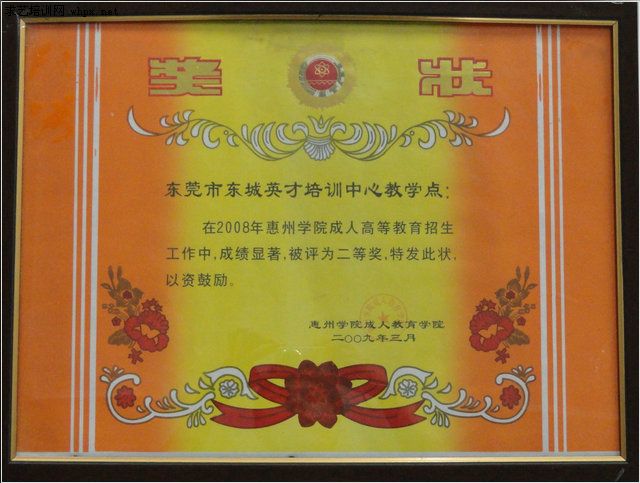 求艺培训网 www.whpx.net
奖 状
东莞市东城英才培训中心教学点：
在2008年惠州学院成人高等教育招生
工作中，成绩显著，被评为二等奖，特发此状，
以资鼓励。
惠州学院成人教育学院
二〇〇九年三月